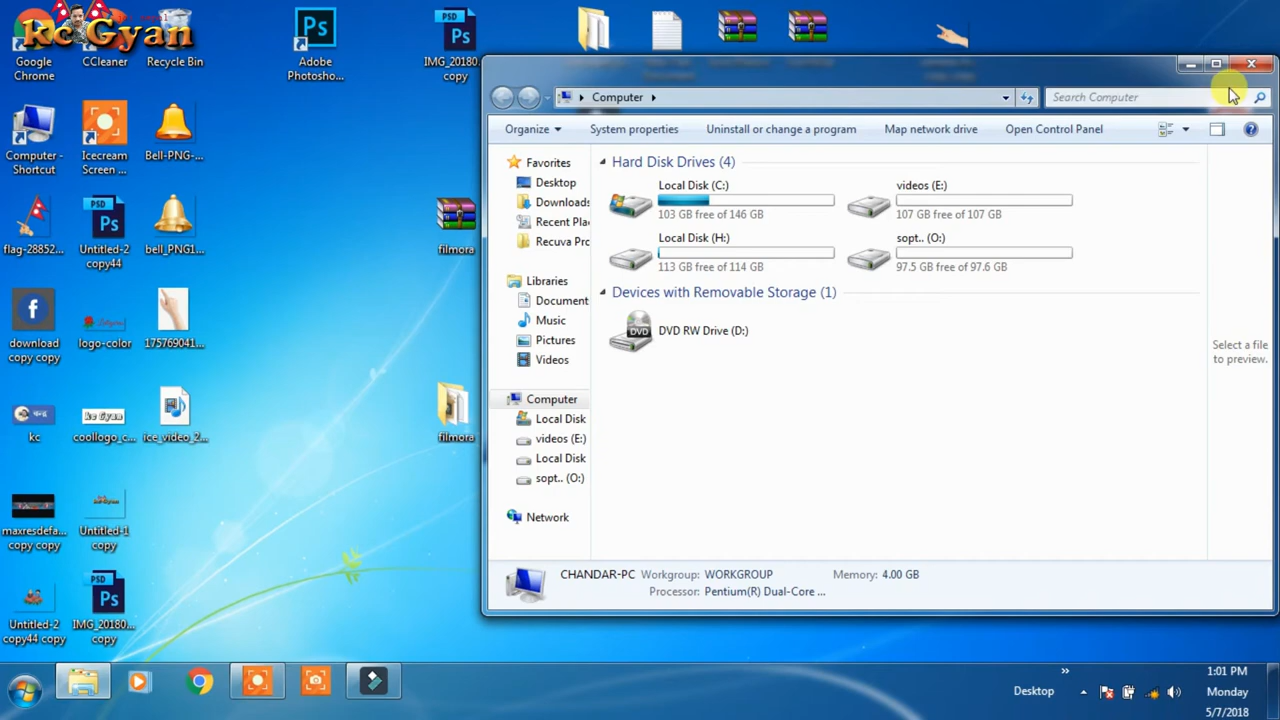 kc Gyan
Google Chrome
CCleaner
Recycle Bin
Adobe Photosho...
IMG_20180... copy
Computer - Shortcut
Icecream Screen ...
Bell-PNG-...
flag-28852...
Untitled-2 copy44
bell_PNG1...
filmora
download copy copy
logo-color
175769041...
kc
coollogo_c...
ice_video_2...
filmora
maxresdefa... copy copy
Untitled-1 copy
Untitled-2 copy44 copy
IMG_20180... copy
Computer
Search Computer
Organize
System properties
Uninstall or change a program
Map network drive
Open Control Panel
Favorites
Desktop
Downloads
Recent Pla
Recuva Pro
Libraries
Document
Music
Pictures
Videos
Computer
Local Disk
videos (E:)
Local Disk
sopt.. (O:)
Network
Hard Disk Drives (4)
Local Disk (C:)
103 GB free of 146 GB
videos (E:)
107 GB free of 107 GB
Local Disk (H:)
113 GB free of 114 GB
sopt.. (O:)
97.5 GB free of 97.6 GB
Devices with Removable Storage (1)
DVD
DVD RW Drive (D:)
Select a file
to preview.
CHANDAR-PC Workgroup: WORKGROUP Memory: 4.00 GB
Processor: Pentium(R) Dual-Core ...
Desktop
1:01 PM
Monday
5/7/2018